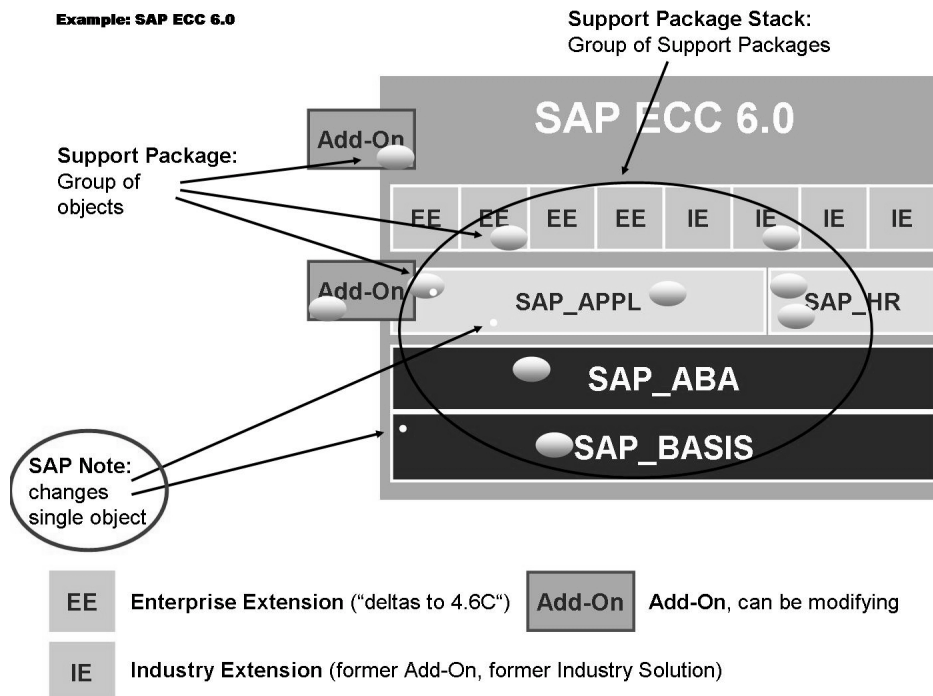 Example: SAP ECC 6.0
Support Package Stack:
Group of Support Packages
SAP ECC 6.0
Add-On
Support Package:
Group of
objects
EE EE EE EE IE IE IE IE
Add-On
SAP_APPL
SAP_HR
SAP_ABA
SAP_BASIS
SAP Note:
changes
single object
EE Enterprise Extension (“deltas to 4.6C“)
Add-On Add-On, can be modifying
IE Industry Extension (former Add-On, former Industry Solution)